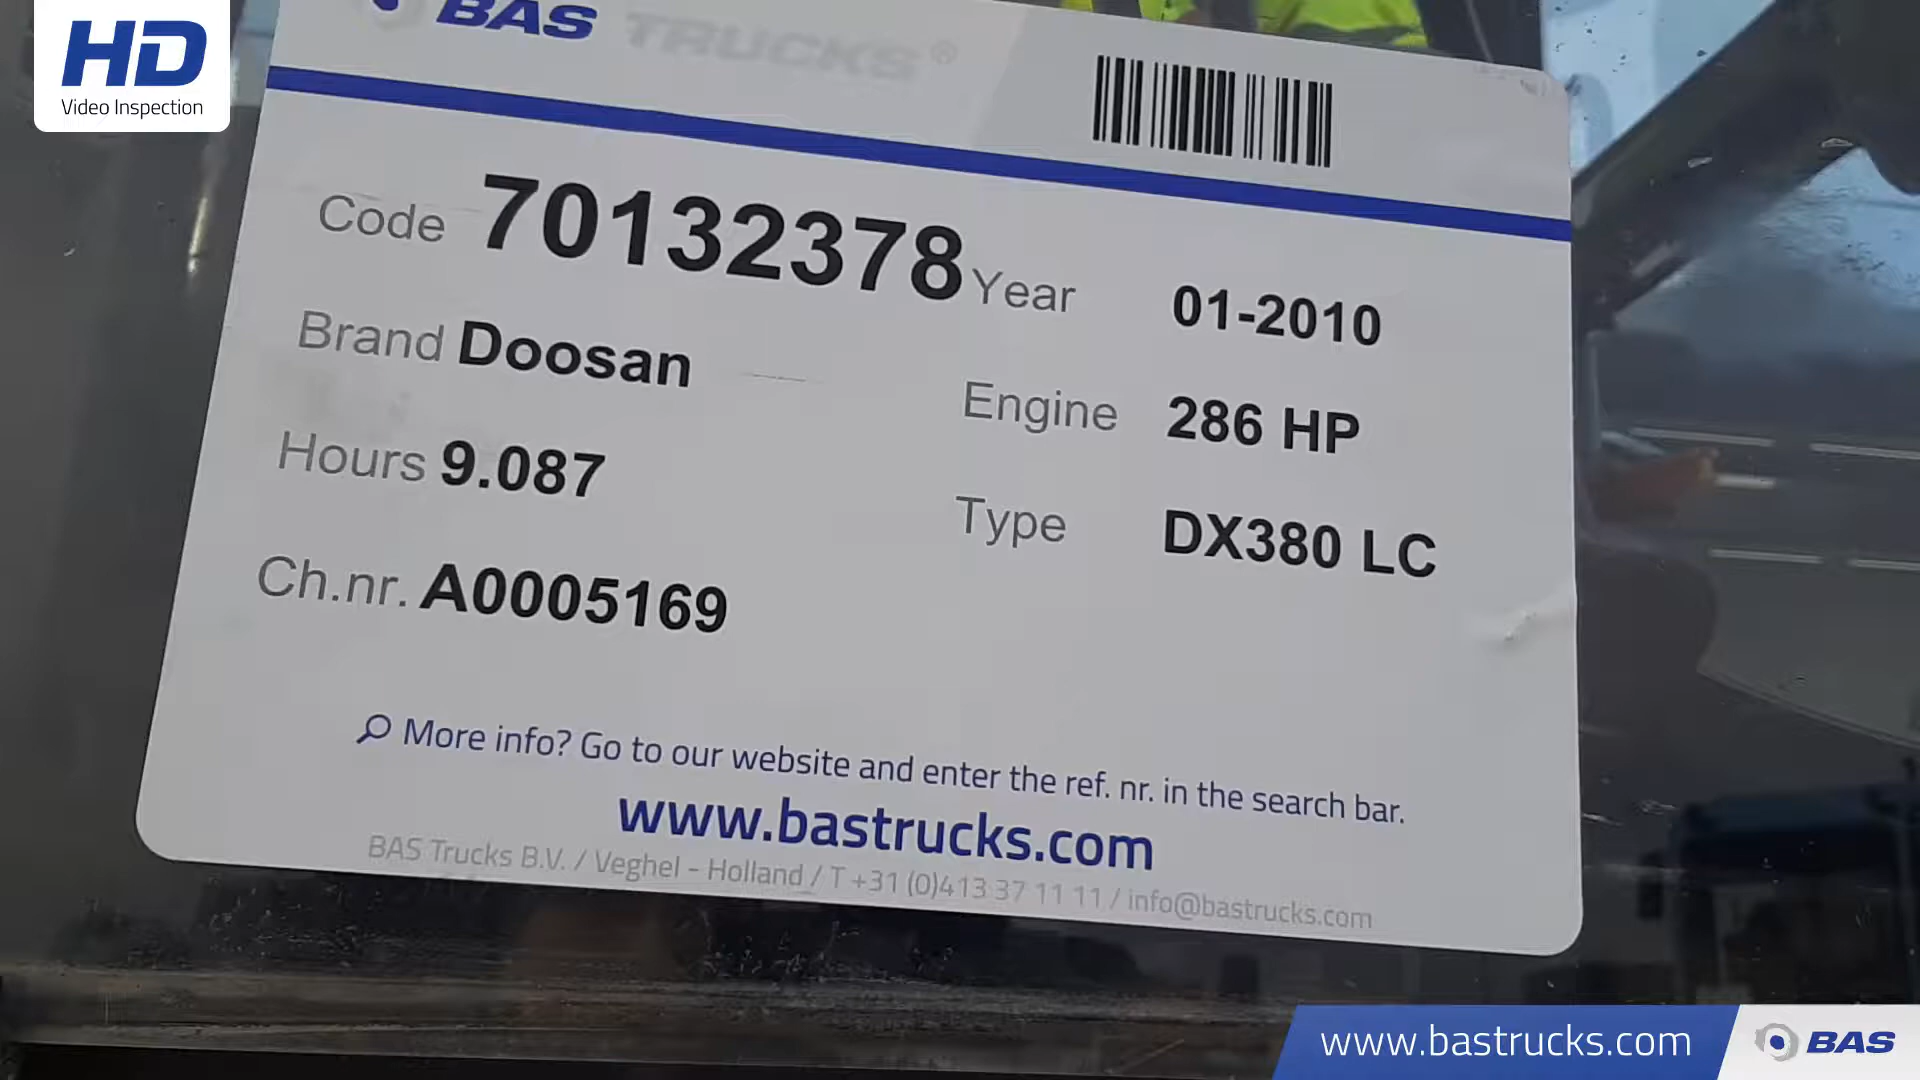 HD
Video Inspection
BAS TRUCKS®
Code 70132378
Year 01-2010
Brand Doosan
Engine 286 HP
Hours 9.087
Type DX380 LC
Ch.nr. A0005169
More info? Go to our website and enter the ref. nr. in the search bar.
www.bastrucks.com
BAS Trucks B.V. / Veghel - Holland / T +31 (0)413 37 11 11 / info@bastrucks.com
www.bastrucks.com
BAS